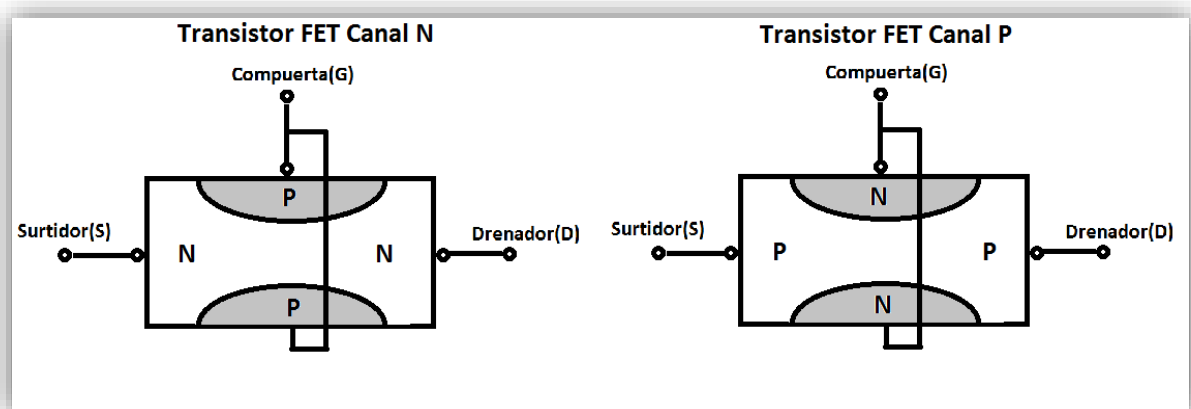 Transistor FET Canal N
Compuerta(G)
P
Surtidor(S)
N
N
Drenador(D)
P
Transistor FET Canal P
Compuerta(G)
N
Surtidor(S)
P
P
Drenador(D)
N